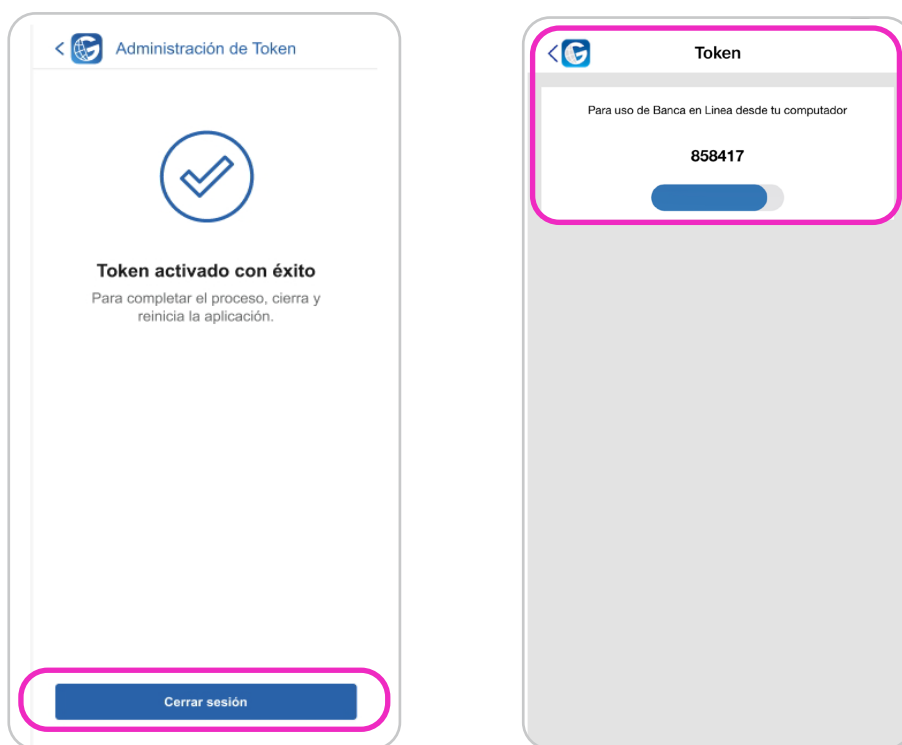 Administración de Token
Token activado con éxito
Para completar el proceso, cierra y
reinicia la aplicación.
Cerrar sesión
Token
Para uso de Banca en Linea desde tu computador
858417